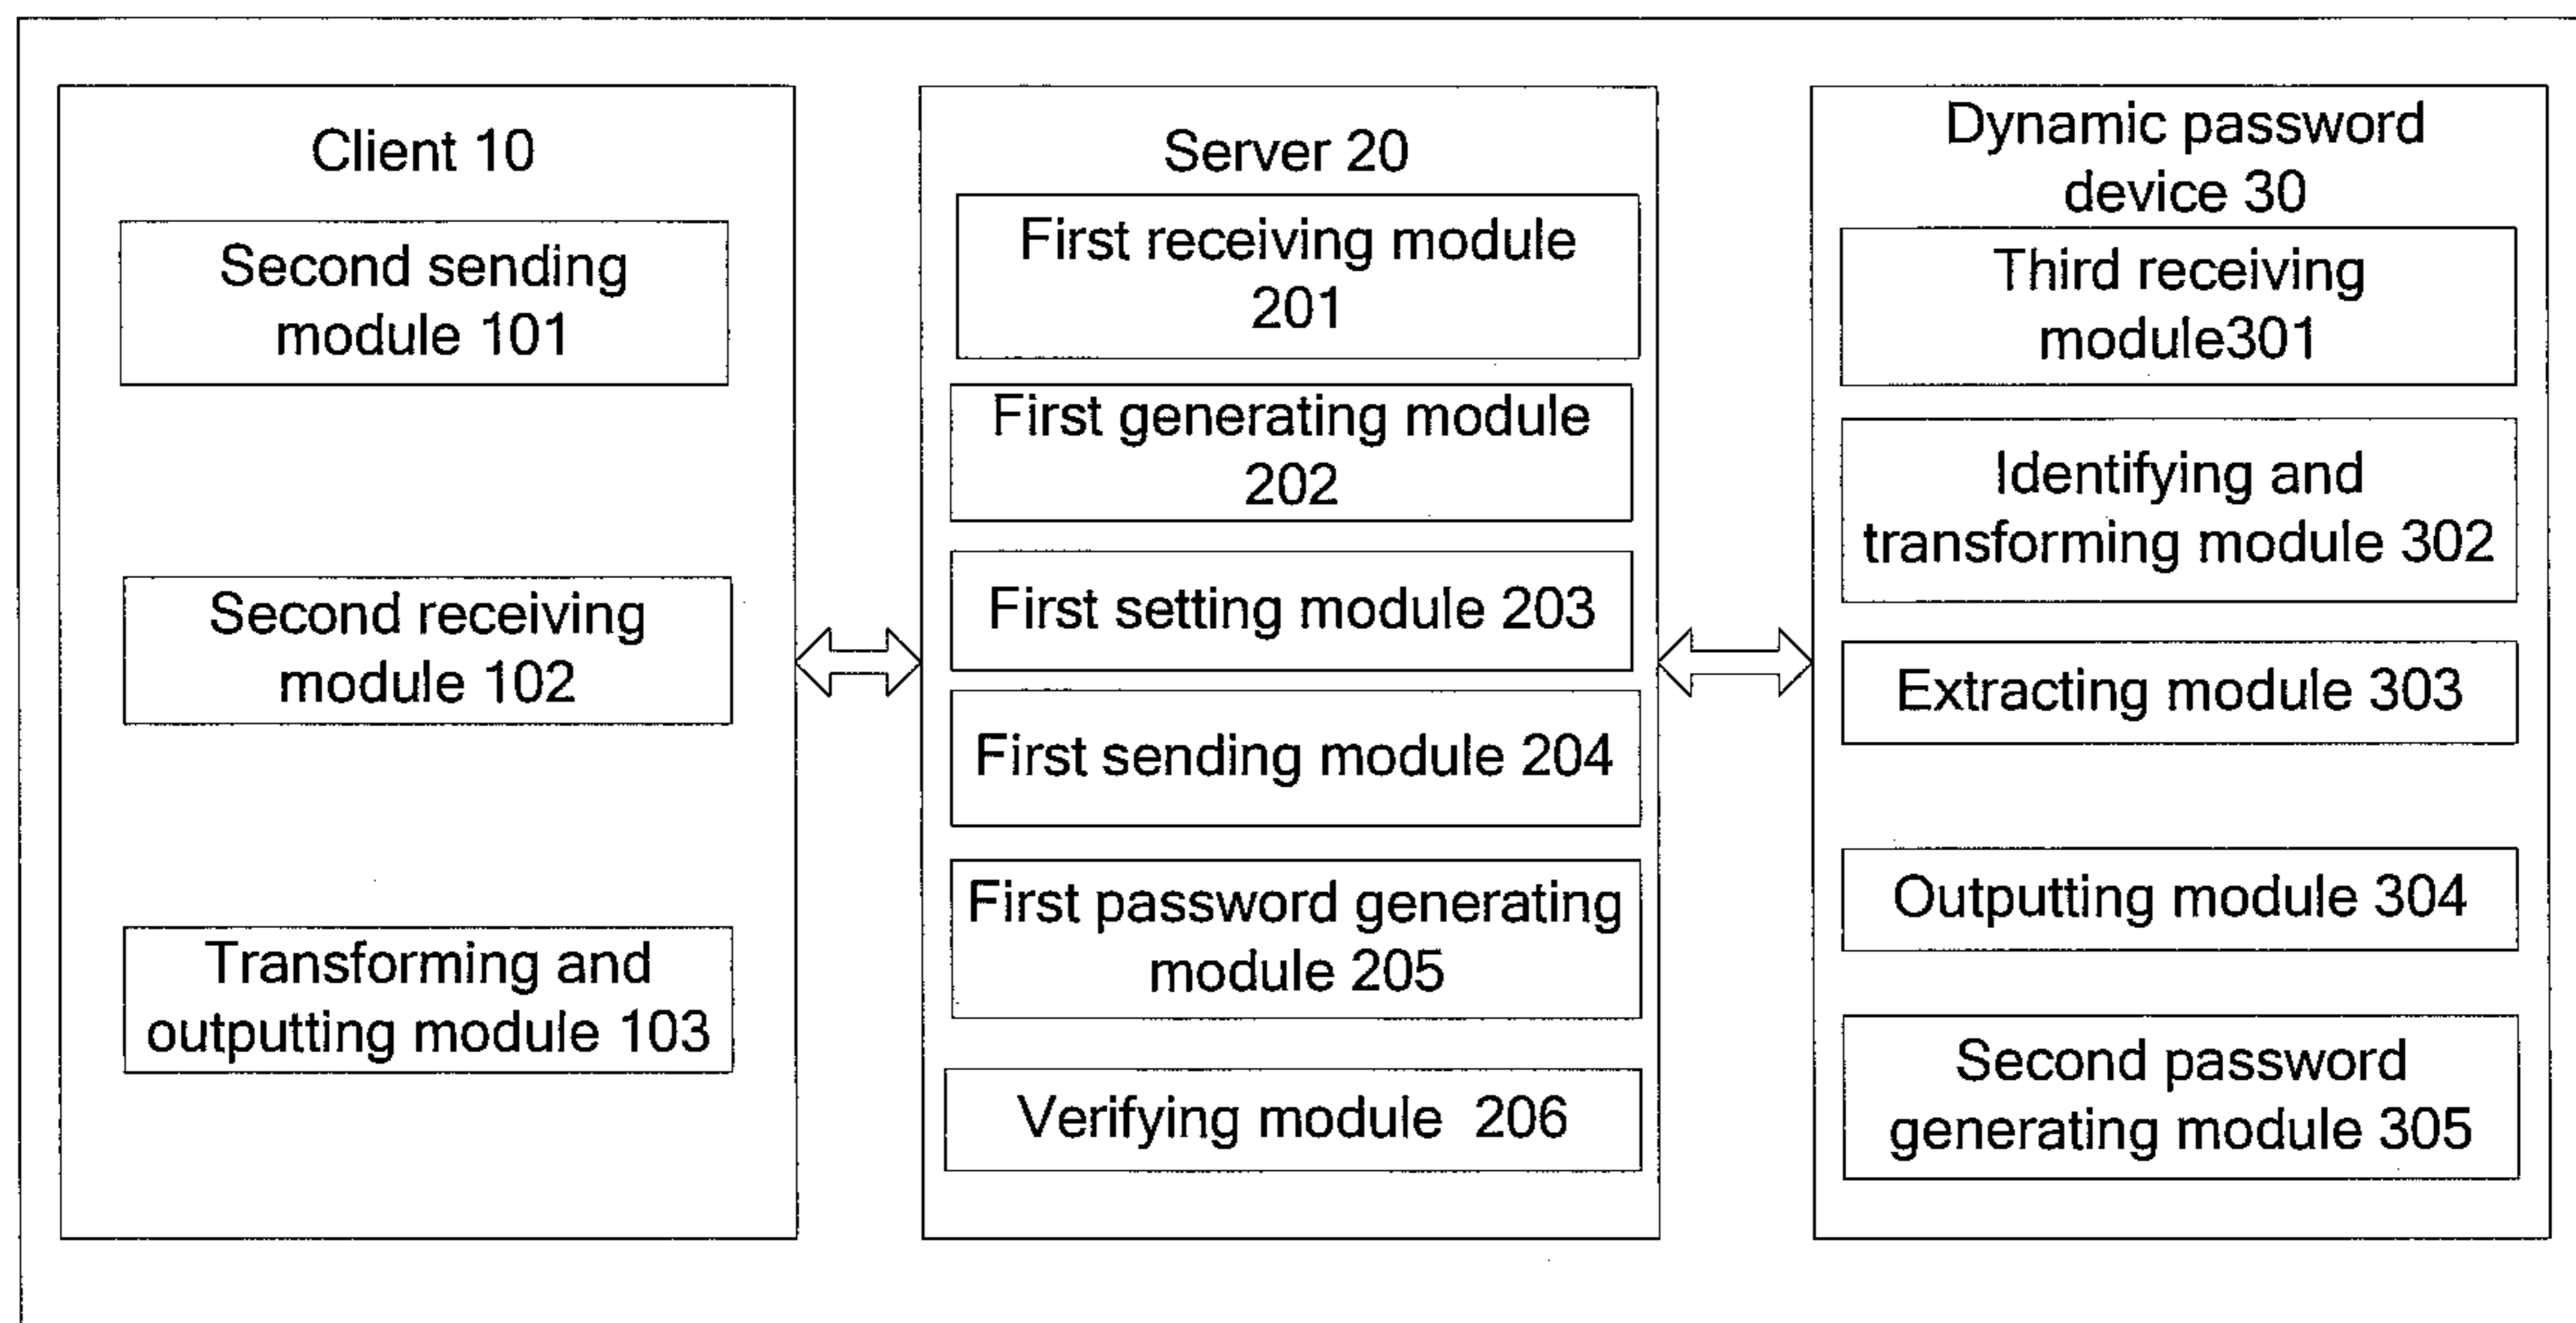 Client 10
Second sending
module 101
Second receiving
module 102
Transforming and
outputting module 103
Server 20
First receiving module
201
First generating module
202
First setting module 203
First sending module 204
First password generating
module 205
Verifying module 206
Dynamic password
device 30
Third receiving
module301
Identifying and
transforming module 302
Extracting module 303
Outputting module 304
Second password
generating module 305